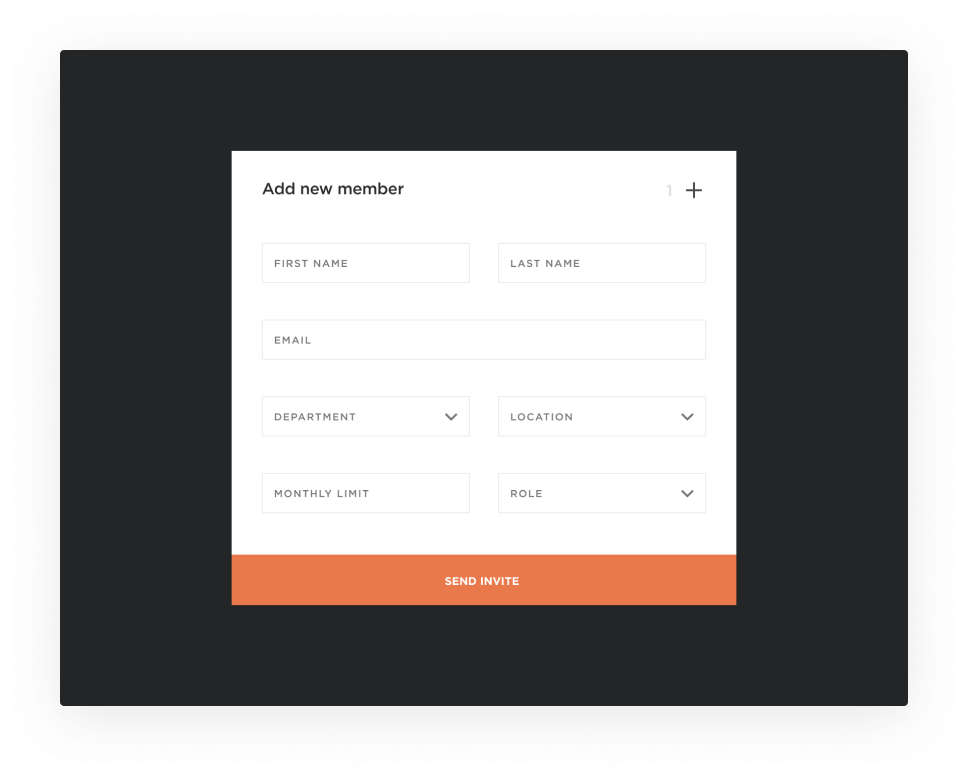 Add new member 1
FIRST NAME LAST NAME
EMAIL
DEPARTMENT LOCATION
MONTHLY LIMIT ROLE
SEND INVITE